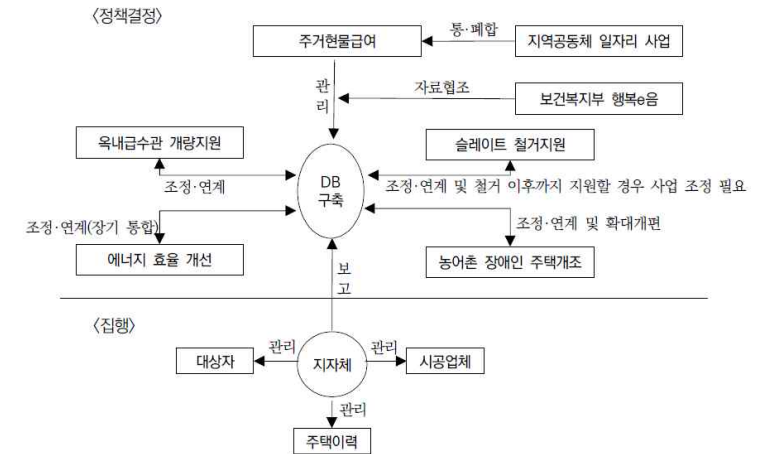 〈정책결정〉
주거현물급여
통·폐합
지역공동체 일자리 사업
관
리
자료협조
보건복지부 행복e음
옥내급수관 개량지원
슬레이트 철거지원
조정·연계
DB
구축
조정·연계 및 철거 이후까지 지원할 경우 사업 조정 필요
조정·연계(장기 통합)
조정·연계 및 확대개편
에너지 효율 개선
보
고
농어촌 장애인 주택개조
〈집행〉
대상자
관리
지자체
관리
시공업체
관리
주택이력